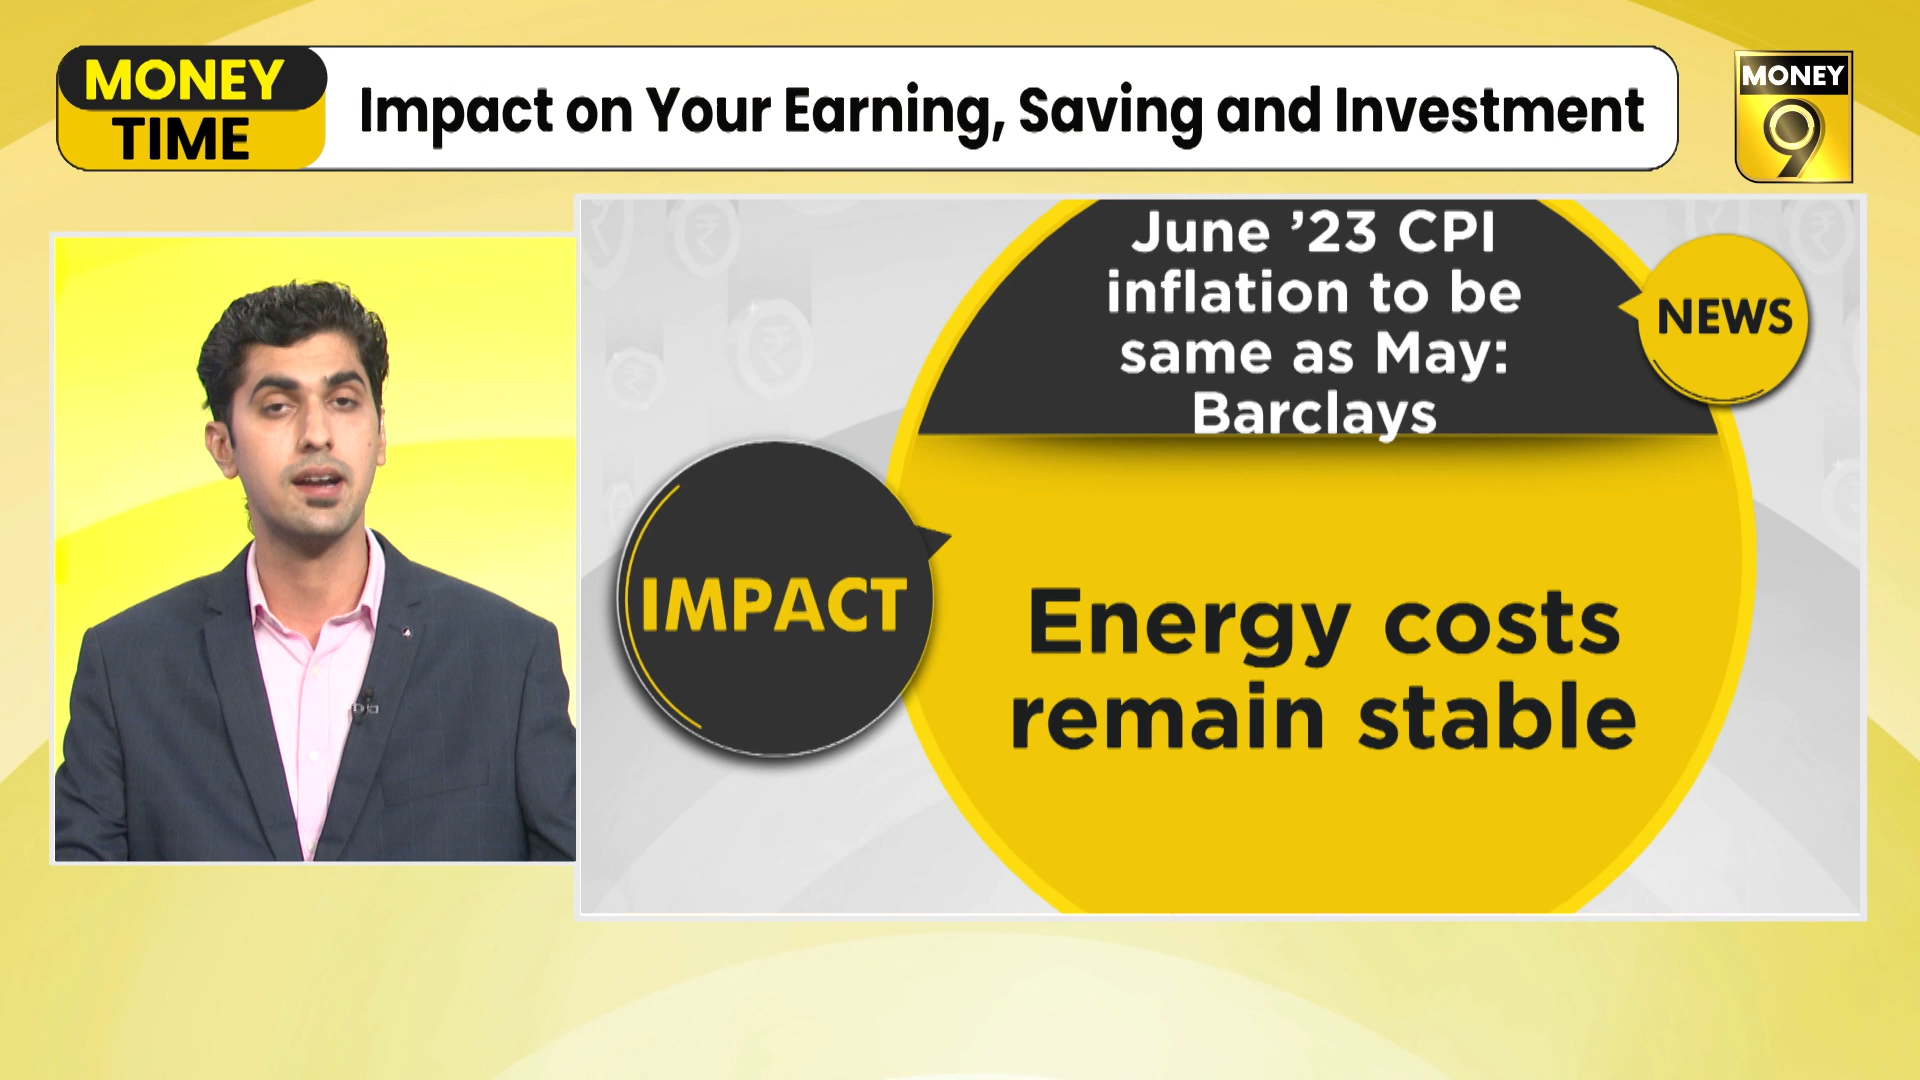 MONEY
TIME
Impact on Your Earning, Saving and Investment
MONEY
9
June ’23 CPI
inflation to be
same as May:
Barclays
NEWS
IMPACT
Energy costs
remain stable